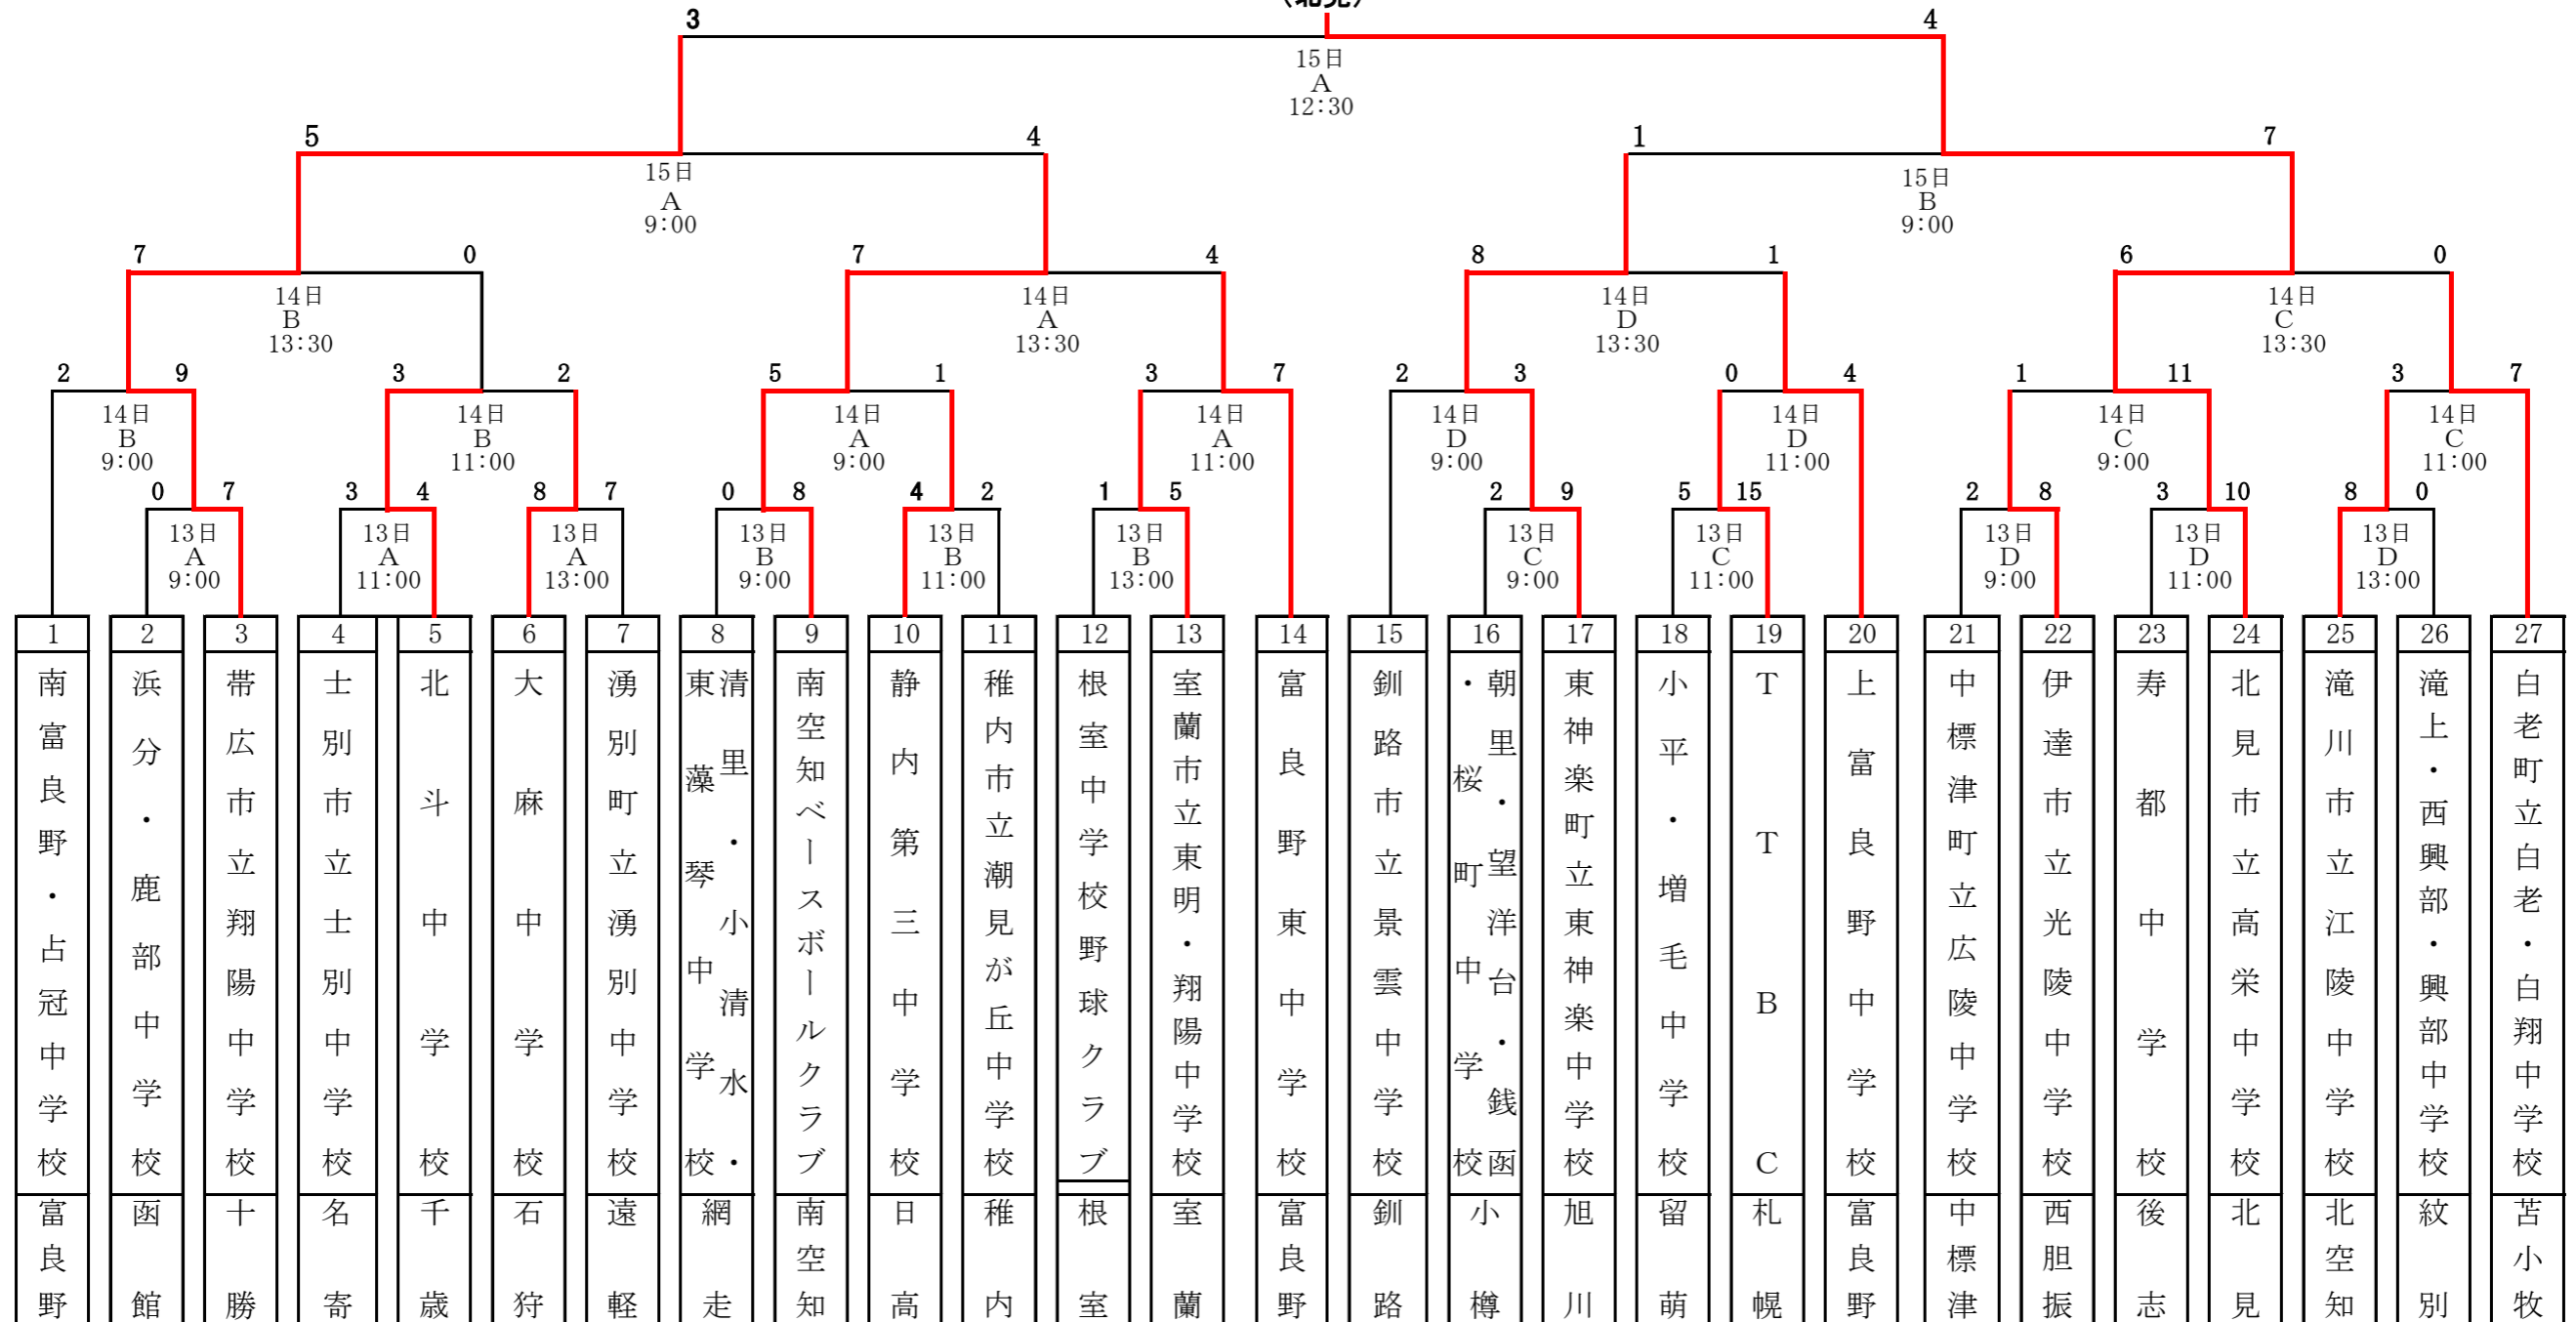 3 4
15日
A
12:30
5 4 1 7
15日
A
9:00
15日
B
9:00
7 0 7 4 8 1 6 0
14日
B
13:30
14日
A
13:30
14日
D
13:30
14日
C
13:30
2 9 3 2 5 1 3 7 2 3 0 4 1 11 3 7
14日
B
9:00
14日
B
11:00
14日
A
9:00
14日
A
11:00
14日
D
9:00
14日
D
11:00
14日
C
9:00
14日
C
11:00
0 7 3 4 8 7 0 8 4 2 1 5 2 9 5 15 2 8 3 10 8 0
13日
A
9:00
13日
A
11:00
13日
A
13:00
13日
B
9:00
13日
B
11:00
13日
B
13:00
13日
C
9:00
13日
C
11:00
13日
D
9:00
13日
D
11:00
13日
D
13:00
1
南富良野・占冠中学校
富良野
2
浜分・鹿部中学校
函館
3
帯広市立翔陽中学校
十勝
4
士別市立士別中学校
名寄
5
北斗中学校
千歳
6
大麻中学校
石狩
7
湧別町立湧別中学校
遠軽
8
清里・小清水・
東藻琴中学校
網走
9
南空知ベースボールクラブ
南空知
10
静内第三中学校
日高
11
稚内市立潮見が丘中学校
稚内
12
根室中学校野球クラブ
根室
13
室蘭市立東明・翔陽中学校
室蘭
14
富良野東中学校
富良野
15
釧路市立景雲中学校
釧路
16
朝里・望洋台・銭函
・桜町中学校
小樽
17
東神楽町立東神楽中学校
旭川
18
小平・増毛中学校
留萌
19
TTBC
札幌
20
上富良野中学校
富良野
21
中標津町立広陵中学校
中標津
22
伊達市立光陵中学校
西胆振
23
寿都中学校
後志
24
北見市立高栄中学校
北見
25
滝川市立江陵中学校
北空知
26
滝上・西興部・興部中学校
紋別
27
白老町立白老・白翔中学校
苫小牧